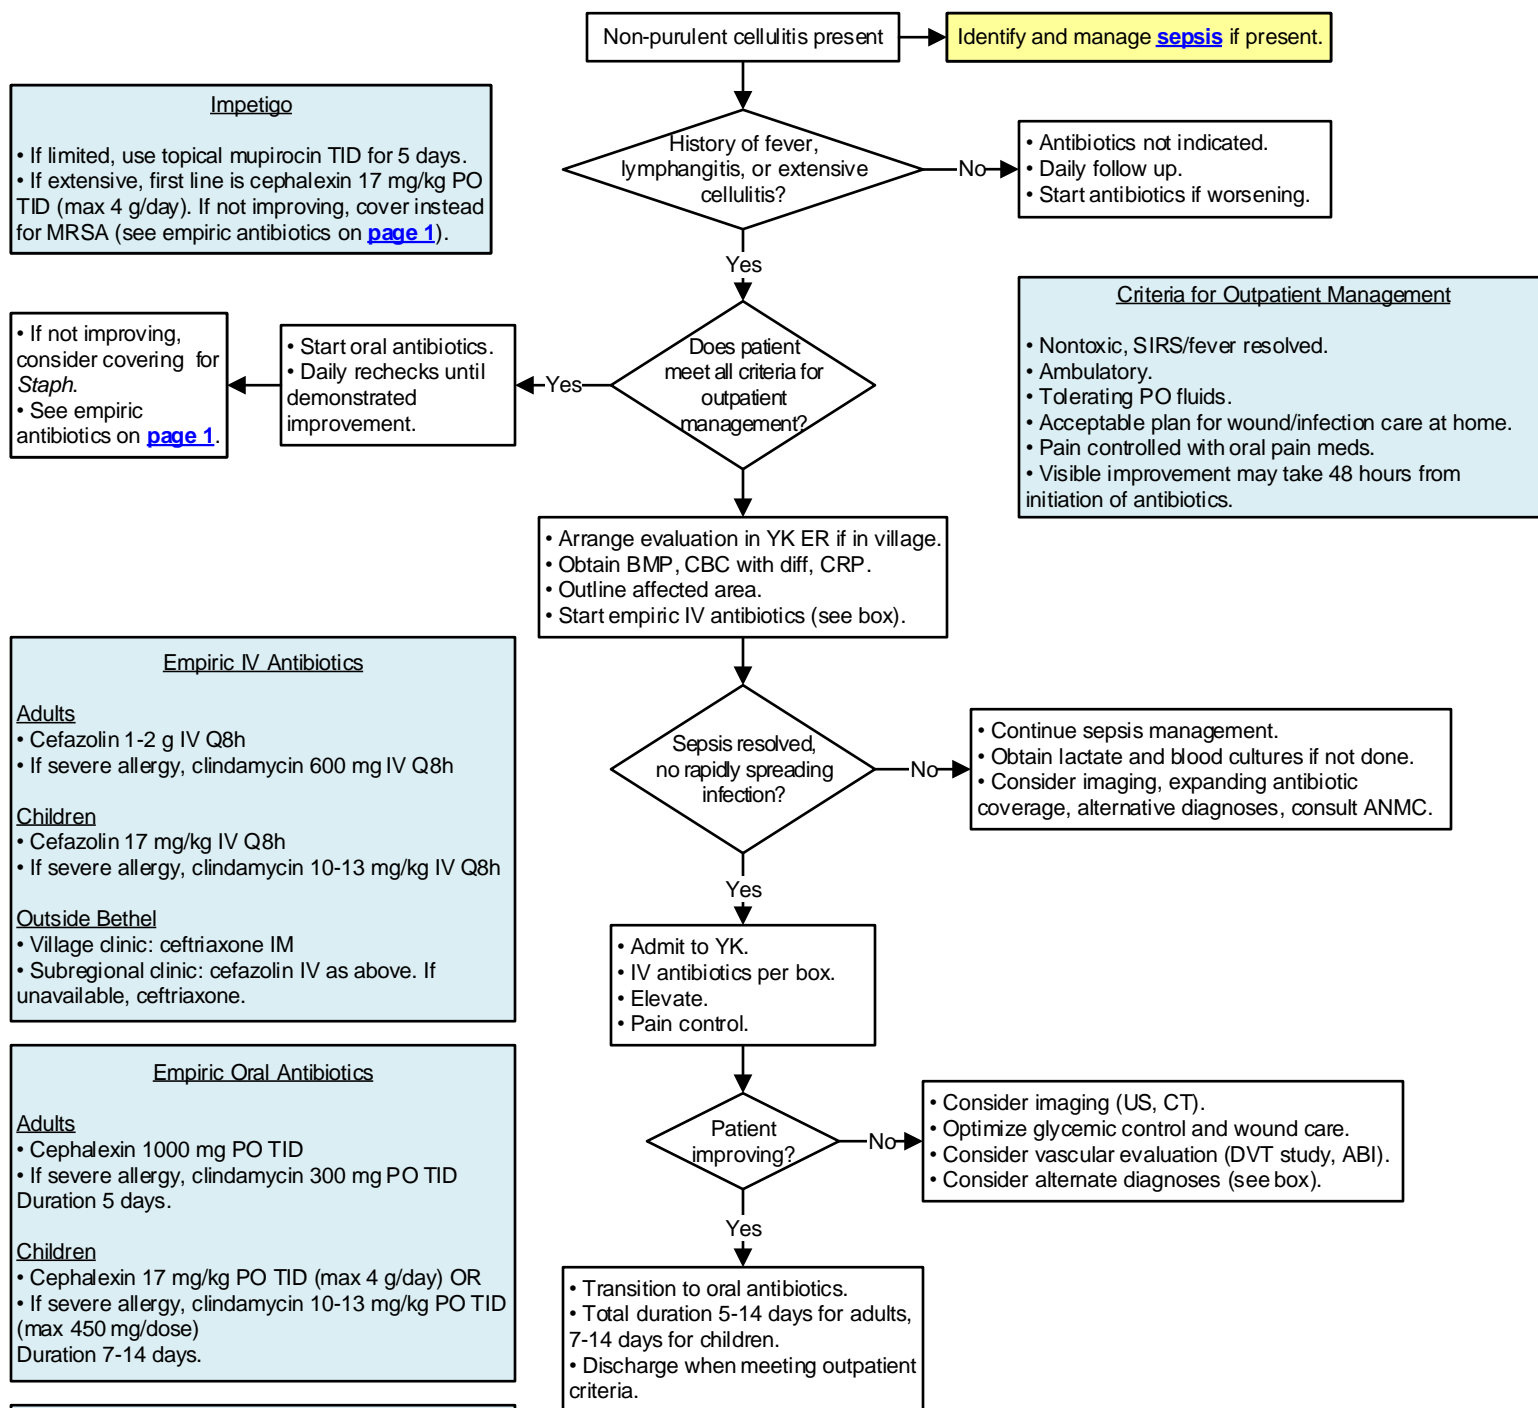 Non-purulent cellulitis present
Identify and manage sepsis if present.
Impetigo
• If limited, use topical mupirocin TID for 5 days.
• If extensive, first line is cephalexin 17 mg/kg PO
TID (max 4 g/day). If not improving, cover instead
for MRSA (see empiric antibiotics on page 1).
History of fever,
lymphangitis, or extensive
cellulitis?
No
• Antibiotics not indicated.
• Daily follow up.
• Start antibiotics if worsening.
Yes
Criteria for Outpatient Management
• Nontoxic, SIRS/fever resolved.
• Ambulatory.
• Tolerating PO fluids.
• Acceptable plan for wound/infection care at home.
• Pain controlled with oral pain meds.
• Visible improvement may take 48 hours from
initiation of antibiotics.
Does patient
meet all criteria for
outpatient
management?
Yes
• Start oral antibiotics.
• Daily rechecks until
demonstrated
improvement.
• If not improving,
consider covering for
Staph.
• See empiric
antibiotics on page 1.
• Arrange evaluation in YK ER if in village.
• Obtain BMP, CBC with diff, CRP.
• Outline affected area.
• Start empiric IV antibiotics (see box).
Empiric IV Antibiotics
Adults
• Cefazolin 1-2 g IV Q8h
• If severe allergy, clindamycin 600 mg IV Q8h
Children
• Cefazolin 17 mg/kg IV Q8h
• If severe allergy, clindamycin 10-13 mg/kg IV Q8h
Outside Bethel
• Village clinic: ceftriaxone IM
• Subregional clinic: cefazolin IV as above. If
unavailable, ceftriaxone.
Sepsis resolved,
no rapidly spreading
infection?
No
• Continue sepsis management.
• Obtain lactate and blood cultures if not done.
• Consider imaging, expanding antibiotic
coverage, alternative diagnoses, consult ANMC.
Yes
• Admit to YK.
• IV antibiotics per box.
• Elevate.
• Pain control.
Empiric Oral Antibiotics
Adults
• Cephalexin 1000 mg PO TID
• If severe allergy, clindamycin 300 mg PO TID
Duration 5 days.
Children
• Cephalexin 17 mg/kg PO TID (max 4 g/day) OR
• If severe allergy, clindamycin 10-13 mg/kg PO TID
(max 450 mg/dose)
Duration 7-14 days.
Patient
improving?
No
• Consider imaging (US, CT).
• Optimize glycemic control and wound care.
• Consider vascular evaluation (DVT study, ABI).
• Consider alternate diagnoses (see box).
Yes
• Transition to oral antibiotics.
• Total duration 5-14 days for adults,
7-14 days for children.
• Discharge when meeting outpatient
criteria.